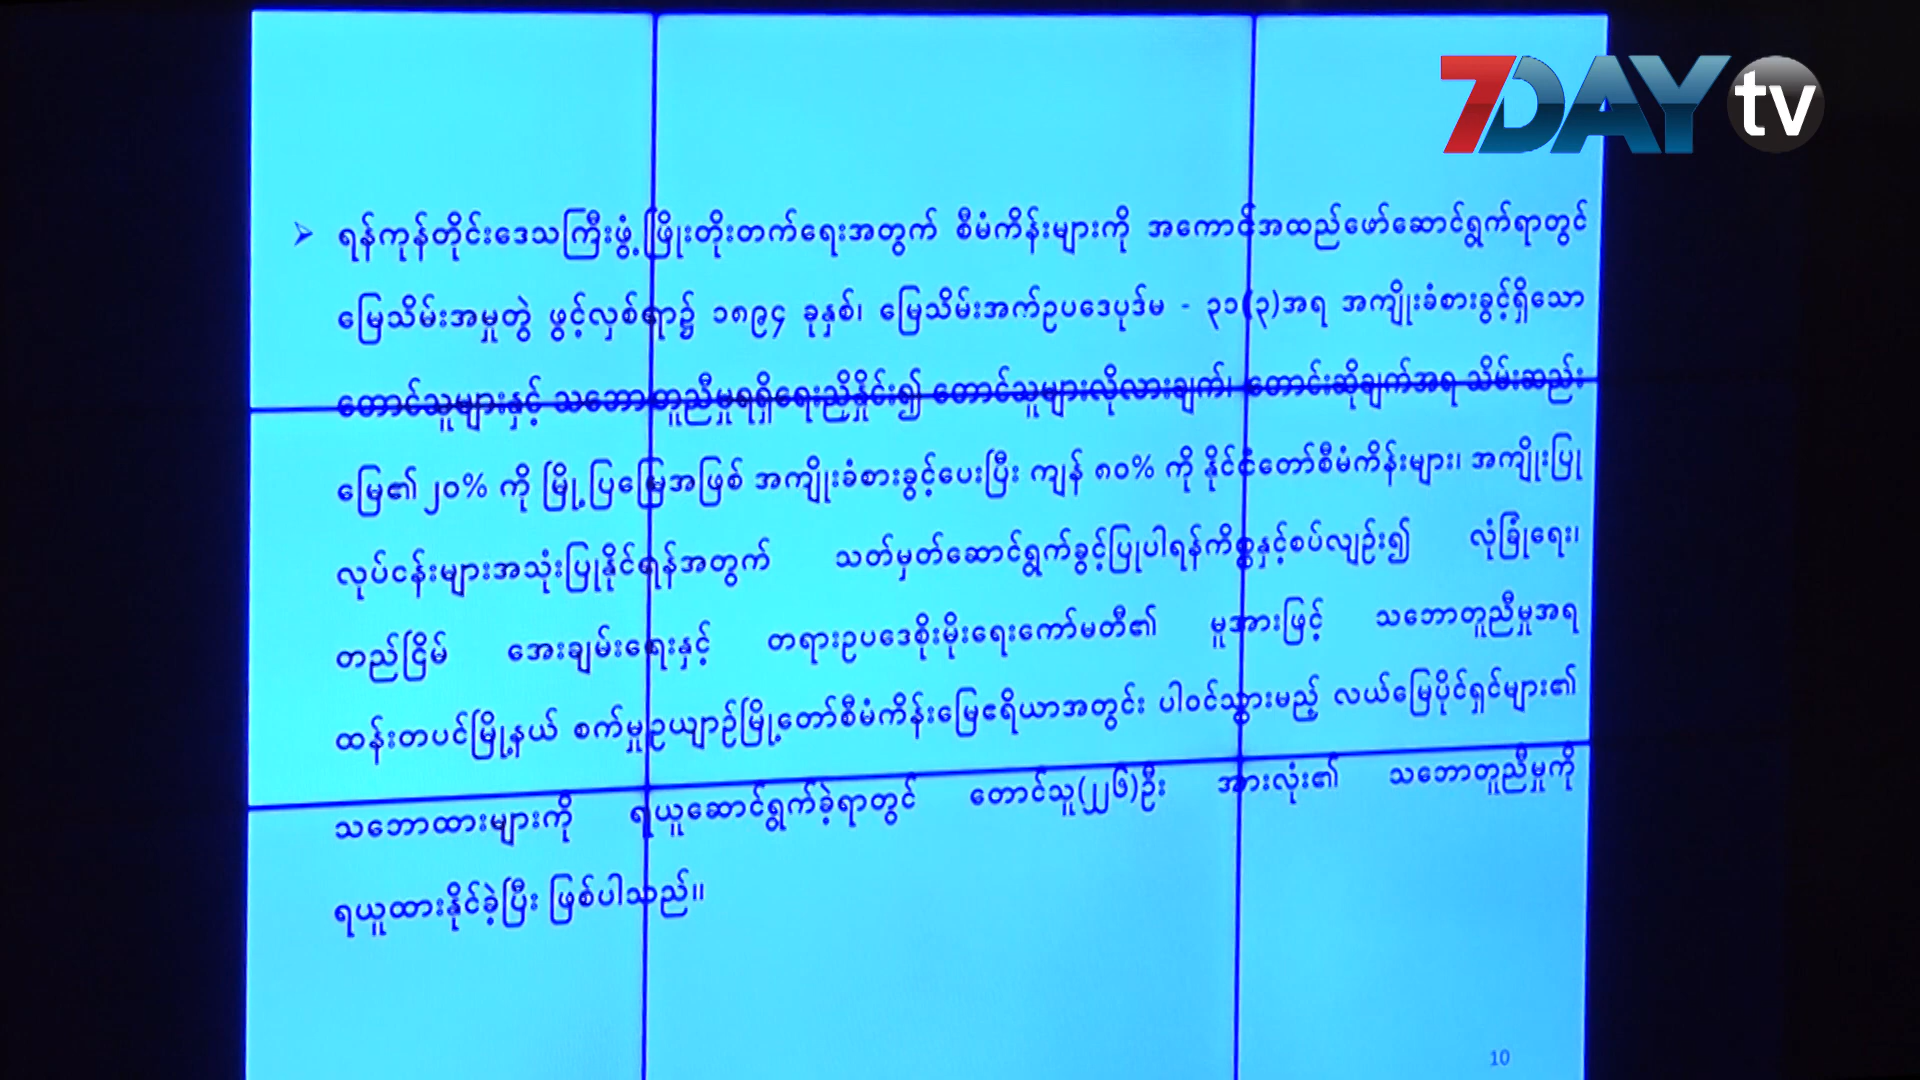 7DAY tv
➤ ရန်ကုန်တိုင်းဒေသကြီးဖွံ့ဖြိုးတိုးတက်ရေးအတွက် စီမံကိန်းများကို အကောင်အထည်ဖော်ဆောင်ရွက်ရာတွင်
မြေသိမ်းအမှုတွဲ ဖွင့်လှစ်ရာ၌ ၁၈၉၄ ခုနှစ်၊ မြေသိမ်းအက်ဥပဒေပုဒ်မ - ၃၁(၃)အရ အကျိုးခံစားခွင့်ရှိသော
တောင်သူများနှင့် သဘောတူညီမှုရရှိရေးညှိနှိုင်း၍ တောင်သူများလိုလားချက်၊ တောင်းဆိုချက်အရ သိမ်းဆည်း
မြေ၏ ၂၀% ကို မြို့ပြမြေအဖြစ် အကျိုးခံစားခွင့်ပေးပြီး ကျန် ၈၀% ကို နိုင်ငံတော်စီမံကိန်းများ၊ အကျိုးပြု
လုပ်ငန်းများအသုံးပြုနိုင်ရန်အတွက် သတ်မှတ်ဆောင်ရွက်ခွင့်ပြုပါရန်ကိစ္စနှင့်စပ်လျဉ်း၍ လုံခြုံရေး၊
တည်ငြိမ် အေးချမ်းရေးနှင့် တရားဥပဒေစိုးမိုးရေးကော်မတီ၏ မူအားဖြင့် သဘောတူညီမှုအရ
ထန်းတပင်မြို့နယ် စက်မှုဥယျာဉ်မြို့တော်စီမံကိန်းမြေဧရိယာအတွင်း ပါဝင်သွားမည့် လယ်မြေပိုင်ရှင်များ၏
သဘောထားများကို ရယူဆောင်ရွက်ခဲ့ရာတွင် တောင်သူ(၂၂၆)ဦး အားလုံး၏ သဘောတူညီမှုကို
ရယူထားနိုင်ခဲ့ပြီး ဖြစ်ပါသည်။
10